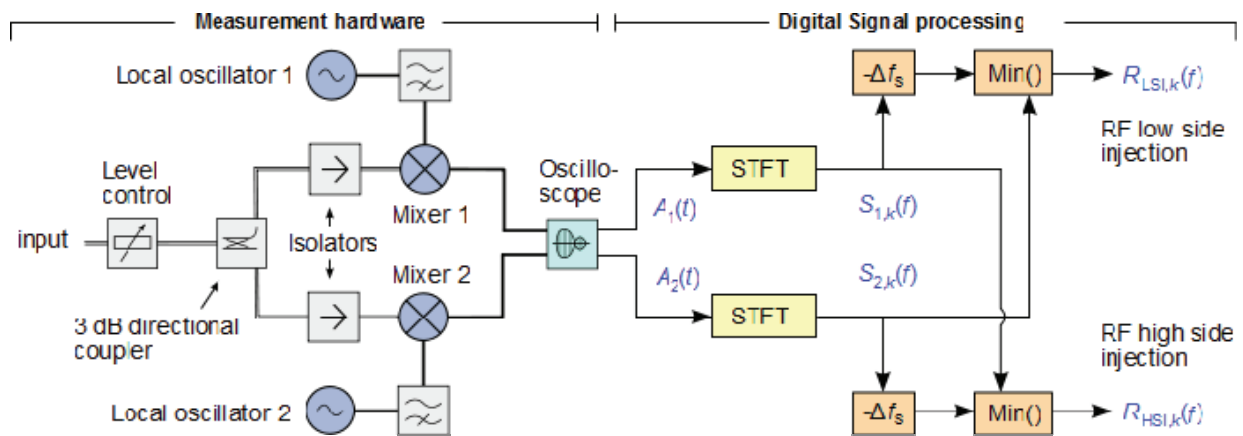 Measurement hardware
Digital Signal processing
Local oscillator 1
-Δfs
Min()
RLSI,k(f)
RF low side
injection
Level
control
Oscillo-
scope
STFT
Mixer 1
A1(t)
S1,k(f)
input
Isolators
Mixer 2
A2(t)
S2,k(f)
3 dB directional
coupler
STFT
RF high side
injection
Local oscillator 2
-Δfs
Min()
RHSI,k(f)